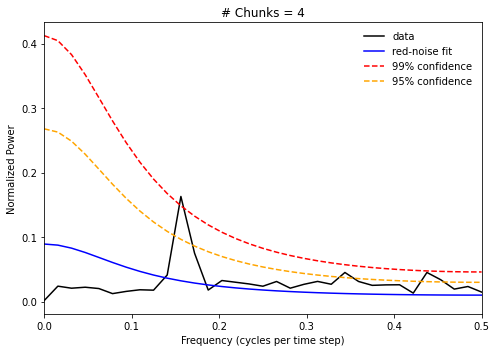 # Chunks = 4
data
red-noise fit
99% confidence
95% confidence
Normalized Power
0.4
0.3
0.2
0.1
0.0
0.0 0.1 0.2 0.3 0.4 0.5
Frequency (cycles per time step)